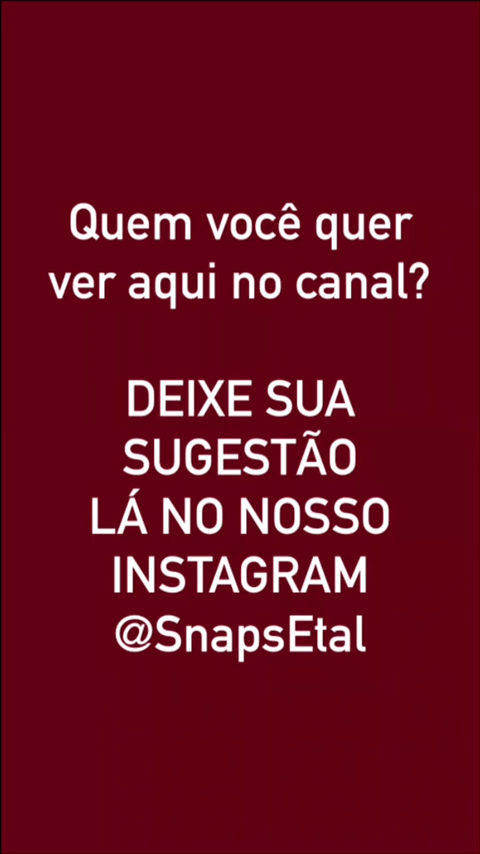 Quem você quer
ver aqui no canal?
DEIXE SUA
SUGESTÃO
LÁ NO NOSSO
INSTAGRAM
@SnapsEtal